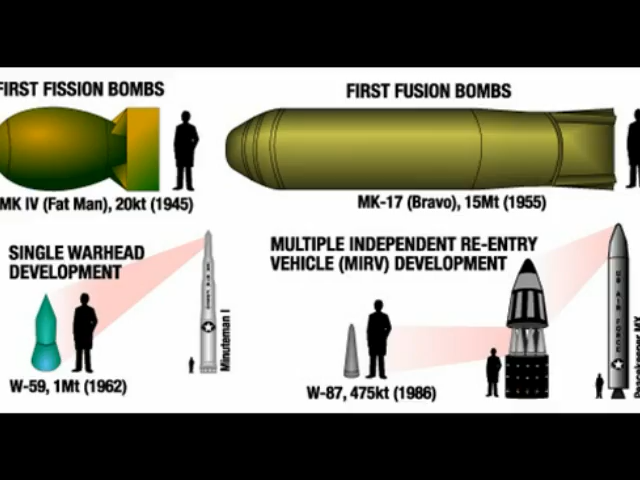 FIRST FISSION BOMBS
FIRST FUSION BOMBS
MK IV (Fat Man), 20kt (1945)
MK-17 (Bravo), 15Mt (1955)
SINGLE WARHEAD
DEVELOPMENT
MULTIPLE INDEPENDENT RE-ENTRY
VEHICLE (MIRV) DEVELOPMENT
Minuteman I
Peacekeeper MX
W-59, 1Mt (1962)
W-87, 475kt (1986)